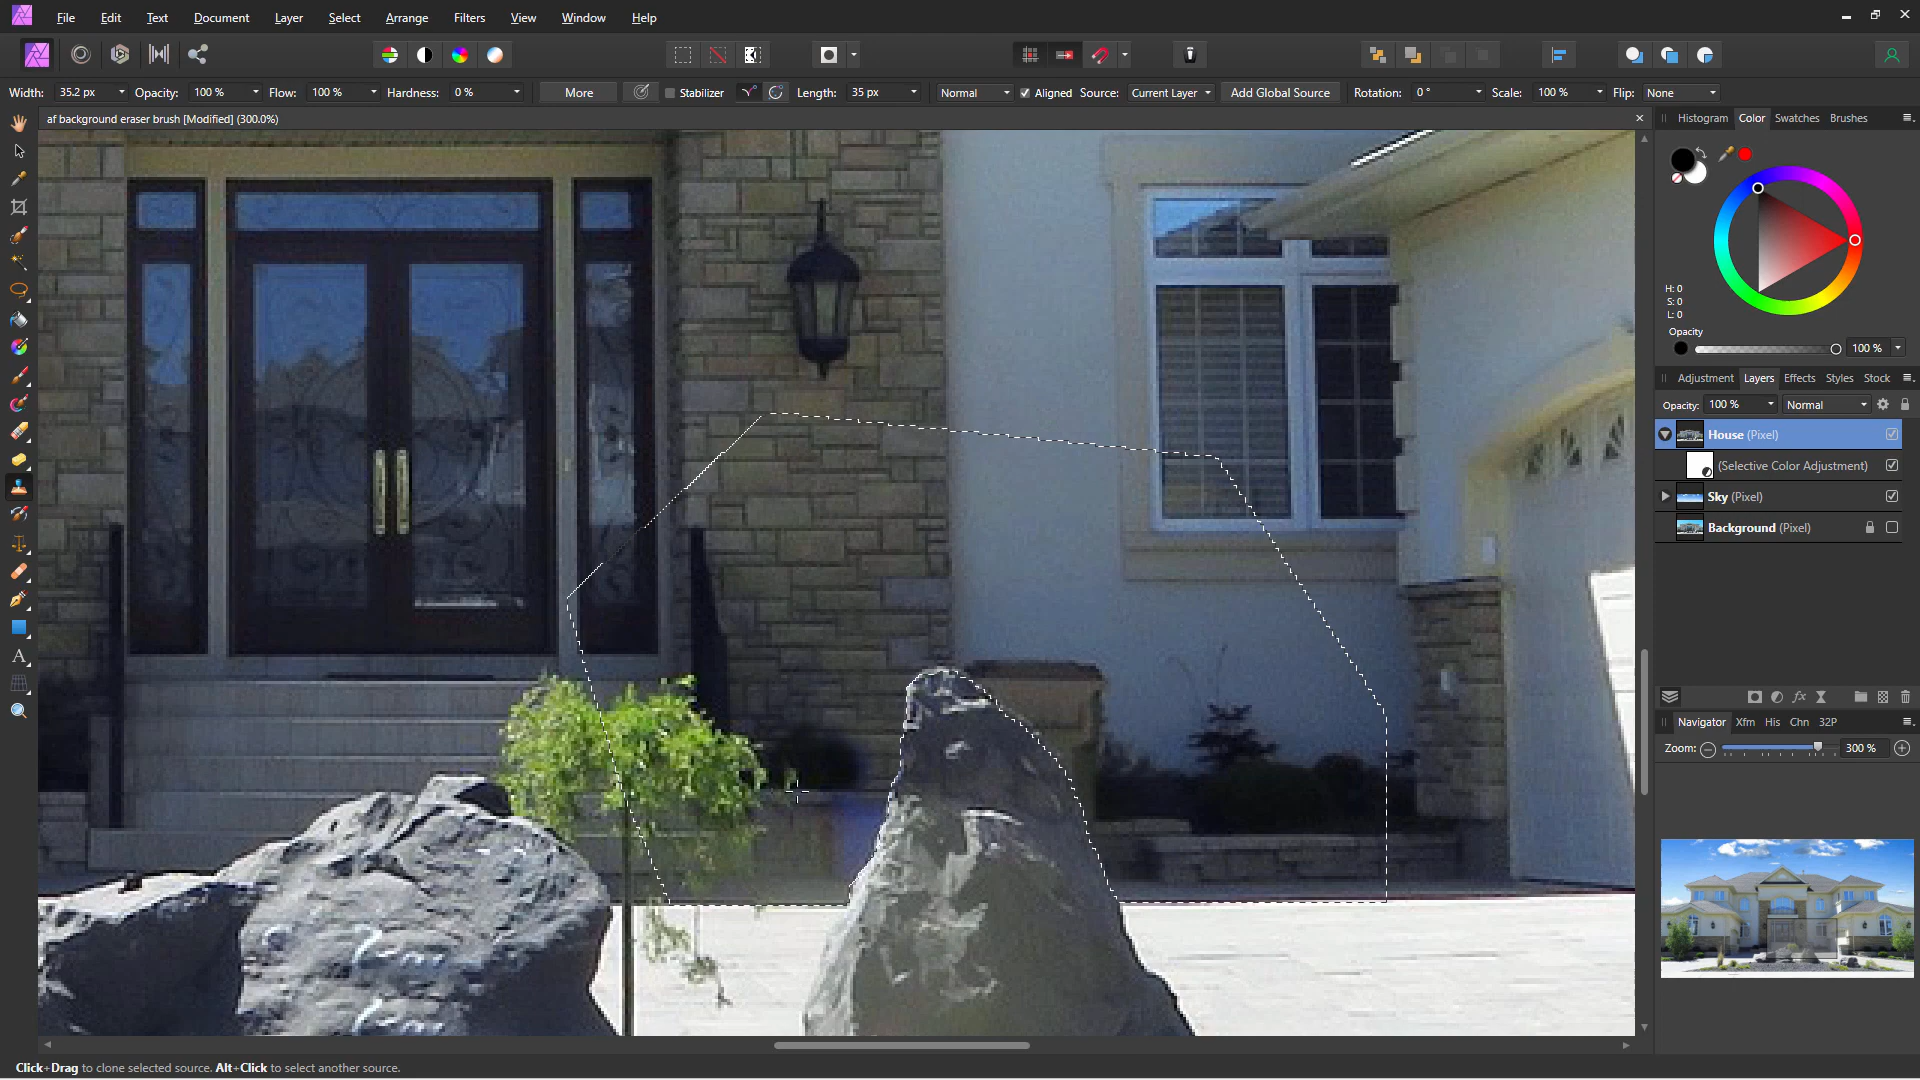 File Edit Text Document Layer Select Arrange Filters View Window Help
Width: 35.2 px Opacity: 100 % Flow: 100 % Hardness: 0 % More Stabilizer Length: 35 px Normal Aligned Source: Current Layer Add Global Source Rotation: 0 ° Scale: 100 % Flip: None
af background eraser brush [Modified] (300.0%)
Histogram Color Swatches Brushes
H: 0
S: 0
L: 0
Opacity
100 %
Adjustment Layers Effects Styles Stock
Opacity: 100 % Normal
House (Pixel)
(Selective Color Adjustment)
Sky (Pixel)
Background (Pixel)
fx
Navigator Xfm His Chn 32P
Zoom: 300 %
Click+Drag to clone selected source. Alt+Click to select another source.